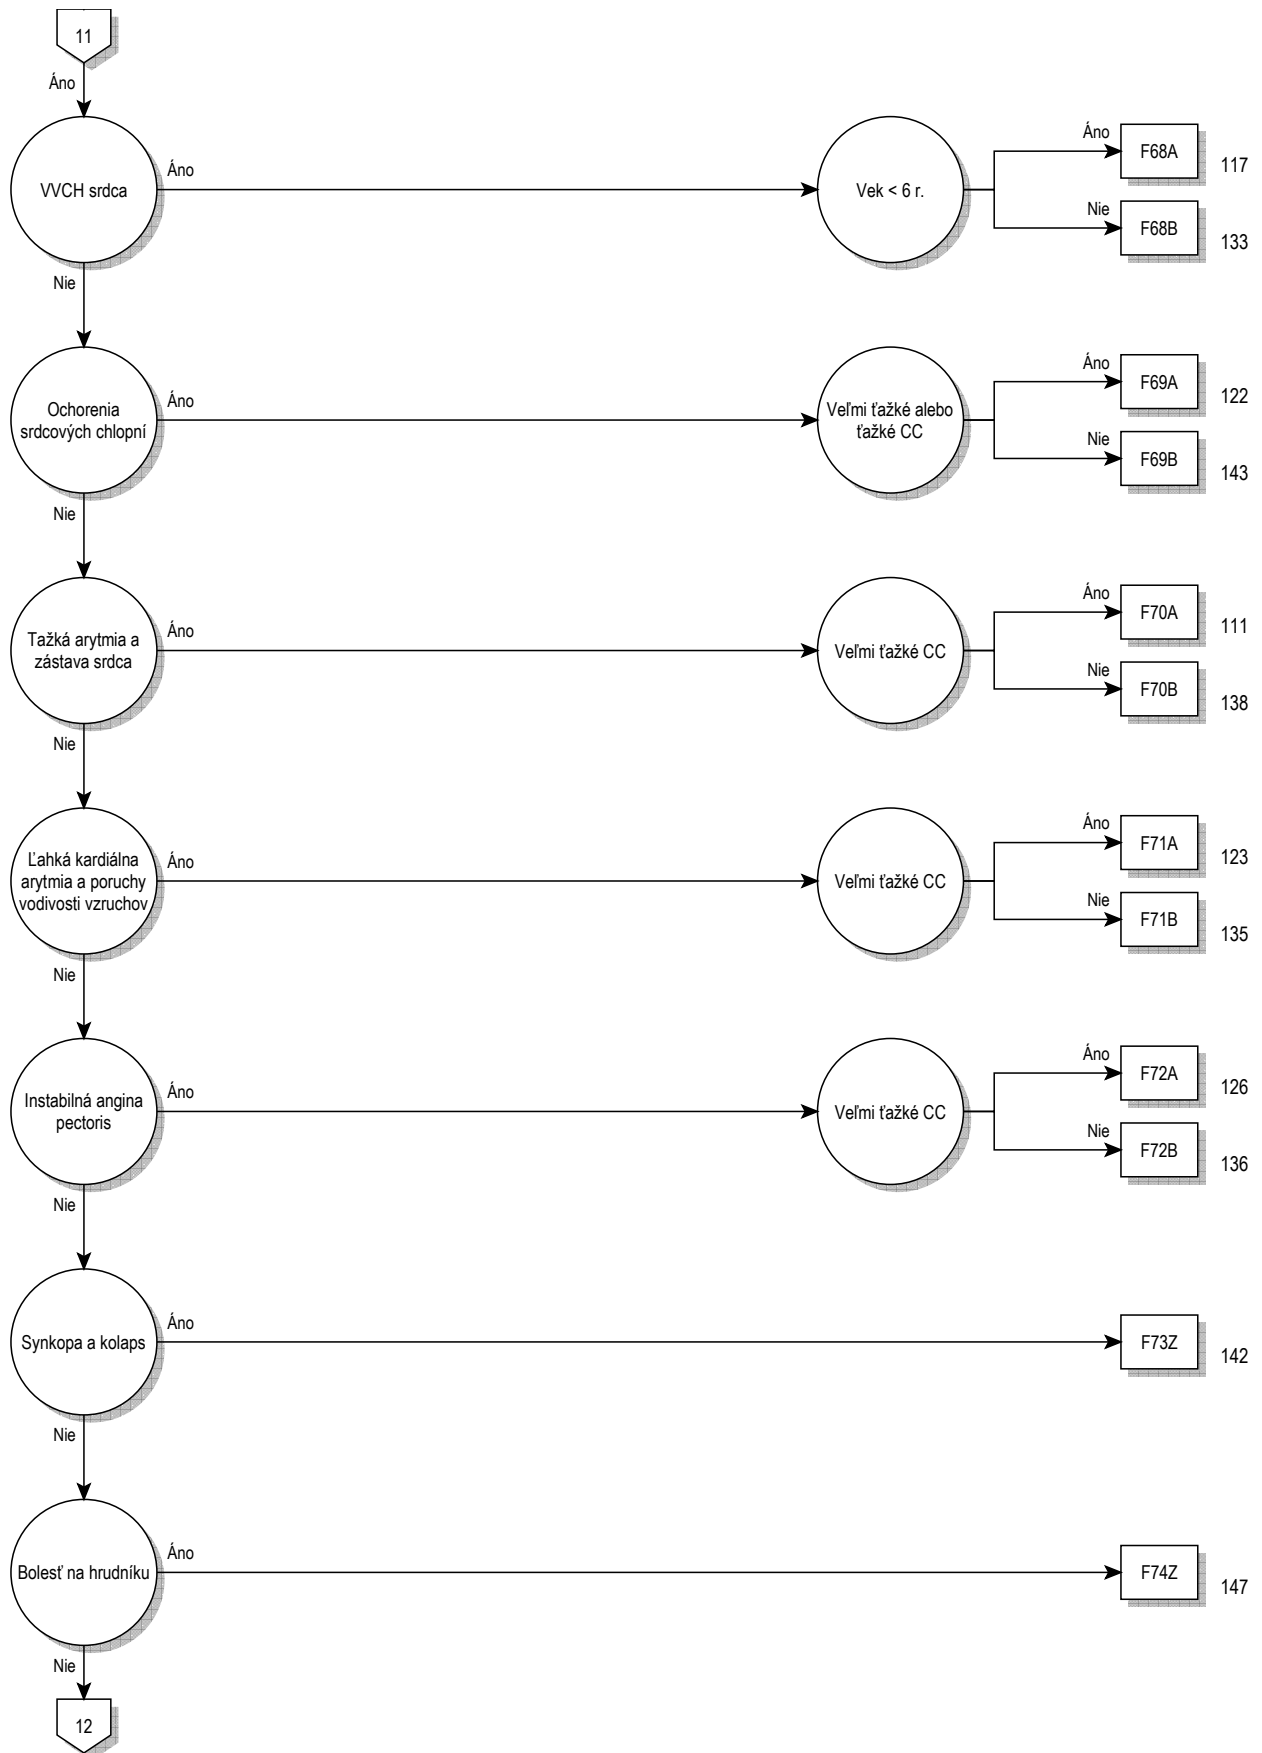 11
Áno
VVCH srdca
Áno
Vek < 6 r.
Áno
F68A
117
Nie
F68B
133
Nie
Ochorenia
srdcových chlopní
Áno
Veľmi ťažké alebo
ťažké CC
Áno
F69A
122
Nie
F69B
143
Nie
Tažká arytmia a
zástava srdca
Áno
Veľmi ťažké CC
Áno
F70A
111
Nie
F70B
138
Nie
Ľahká kardiálna
arytmia a poruchy
vodivosti vzruchov
Áno
Veľmi ťažké CC
Áno
F71A
123
Nie
F71B
135
Nie
Instabilná angina
pectoris
Áno
Veľmi ťažké CC
Áno
F72A
126
Nie
F72B
136
Nie
Synkopa a kolaps
Áno
F73Z
142
Nie
Bolesť na hrudníku
Áno
F74Z
147
Nie
12